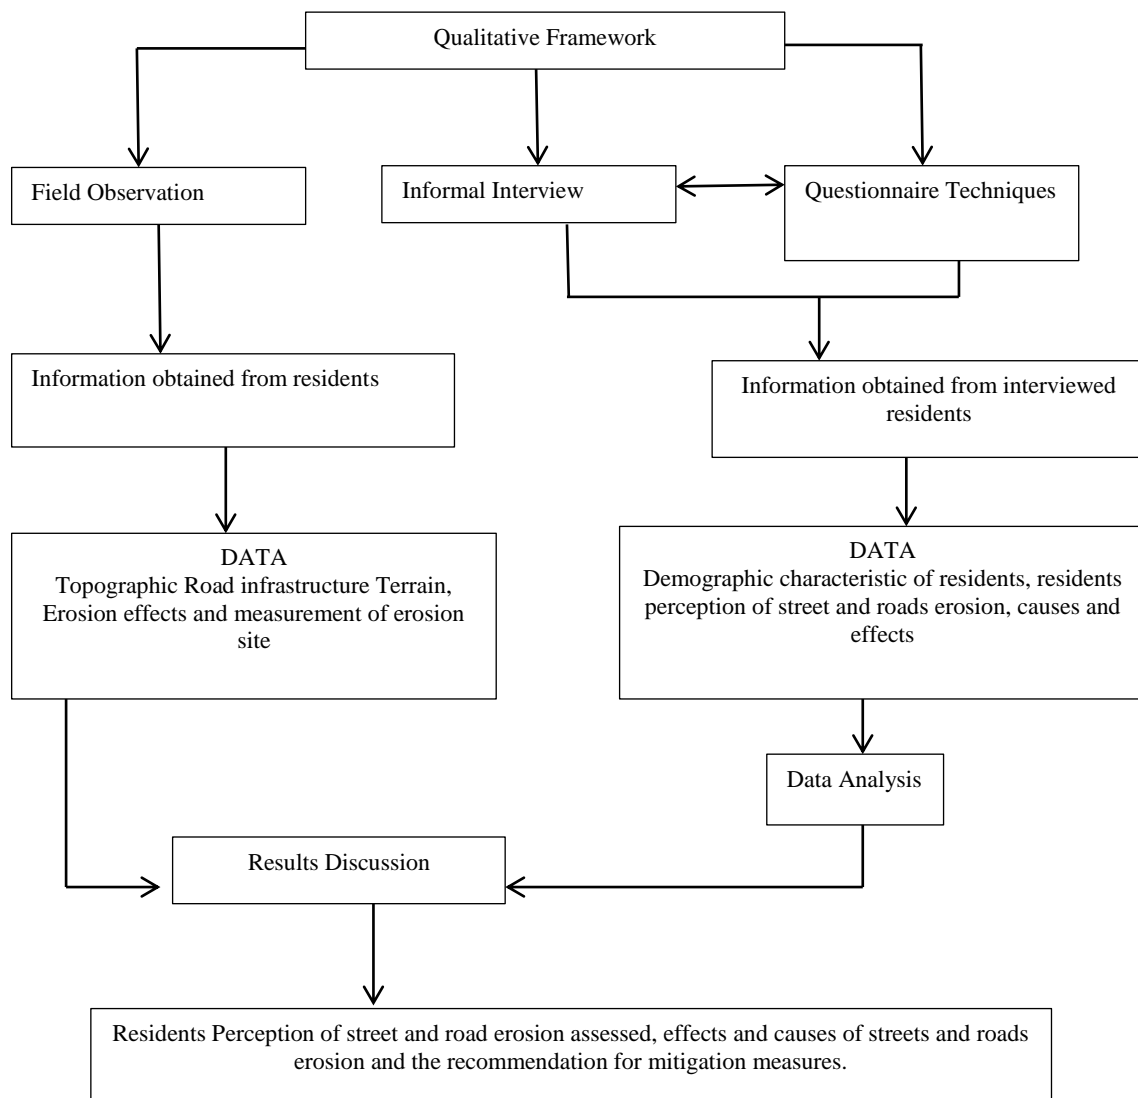 Qualitative Framework
Field Observation
Informal Interview
Questionnaire Techniques
Information obtained from residents
Information obtained from interviewed
residents
DATA
Topographic Road infrastructure Terrain,
Erosion effects and measurement of erosion
site
DATA
Demographic characteristic of residents, residents
perception of street and roads erosion, causes and
effects
Data Analysis
Results Discussion
Residents Perception of street and road erosion assessed, effects and causes of streets and roads
erosion and the recommendation for mitigation measures.